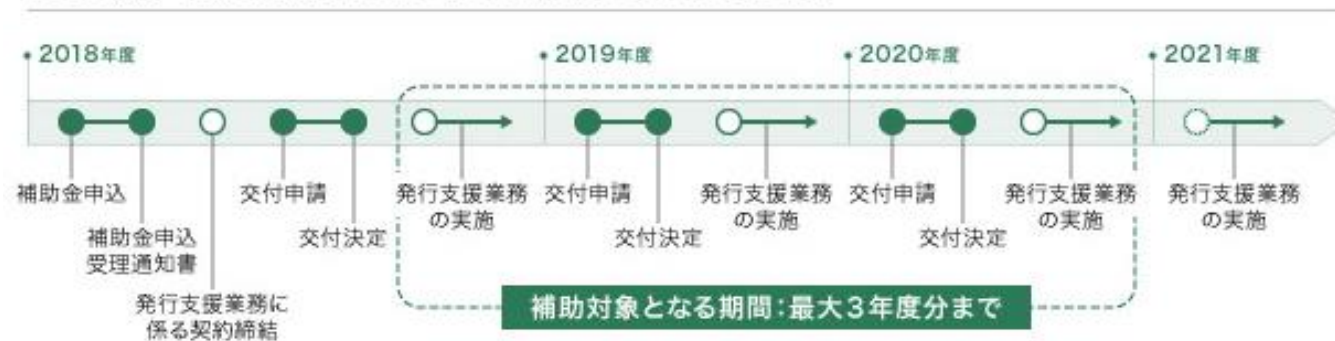 2018年度
2019年度
2020年度
2021年度
補助金申込
交付申請
発行支援業務
の実施
交付申請
発行支援業務
の実施
交付申請
発行支援業務
の実施
発行支援業務
の実施
補助金申込
受理通知書
交付決定
交付決定
交付決定
発行支援業務に
係る契約締結
補助対象となる期間:最大3年度分まで